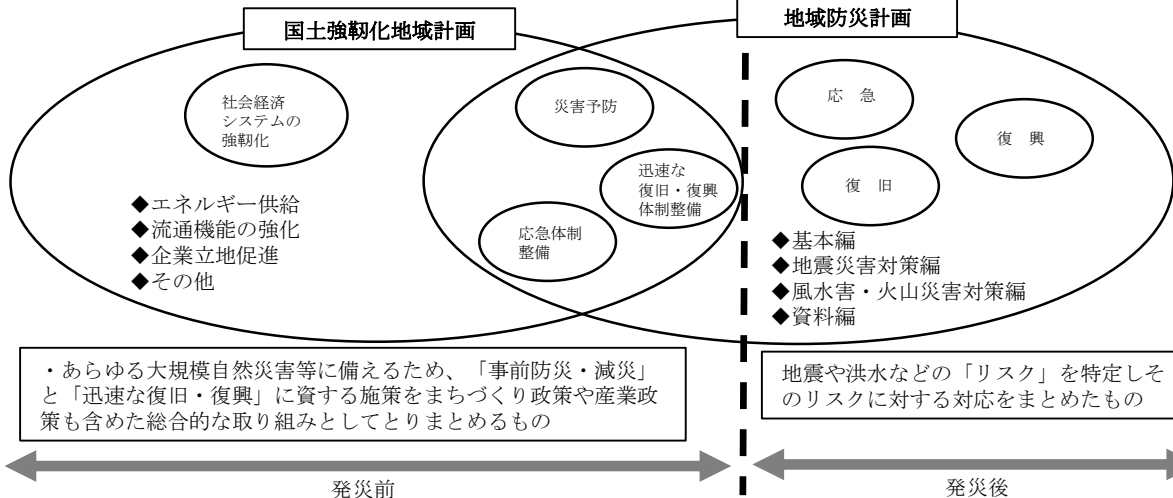 国土強靱化地域計画
地域防災計画
社会経済
システムの
強靱化
災害予防
迅速な
復旧・復興
体制整備
応急体制
整備
応　急
復　興
復　旧
◆エネルギー供給
◆流通機能の強化
◆企業立地促進
◆その他
◆基本編
◆地震災害対策編
◆風水害・火山災害対策編
◆資料編
・あらゆる大規模自然災害等に備えるため、「事前防災・減災」
と「迅速な復旧・復興」に資する施策をまちづくり政策や産業政
策も含めた総合的な取り組みとしてとりまとめるもの
地震や洪水などの「リスク」を特定しそ
のリスクに対する対応をまとめたもの
発災前
発災後